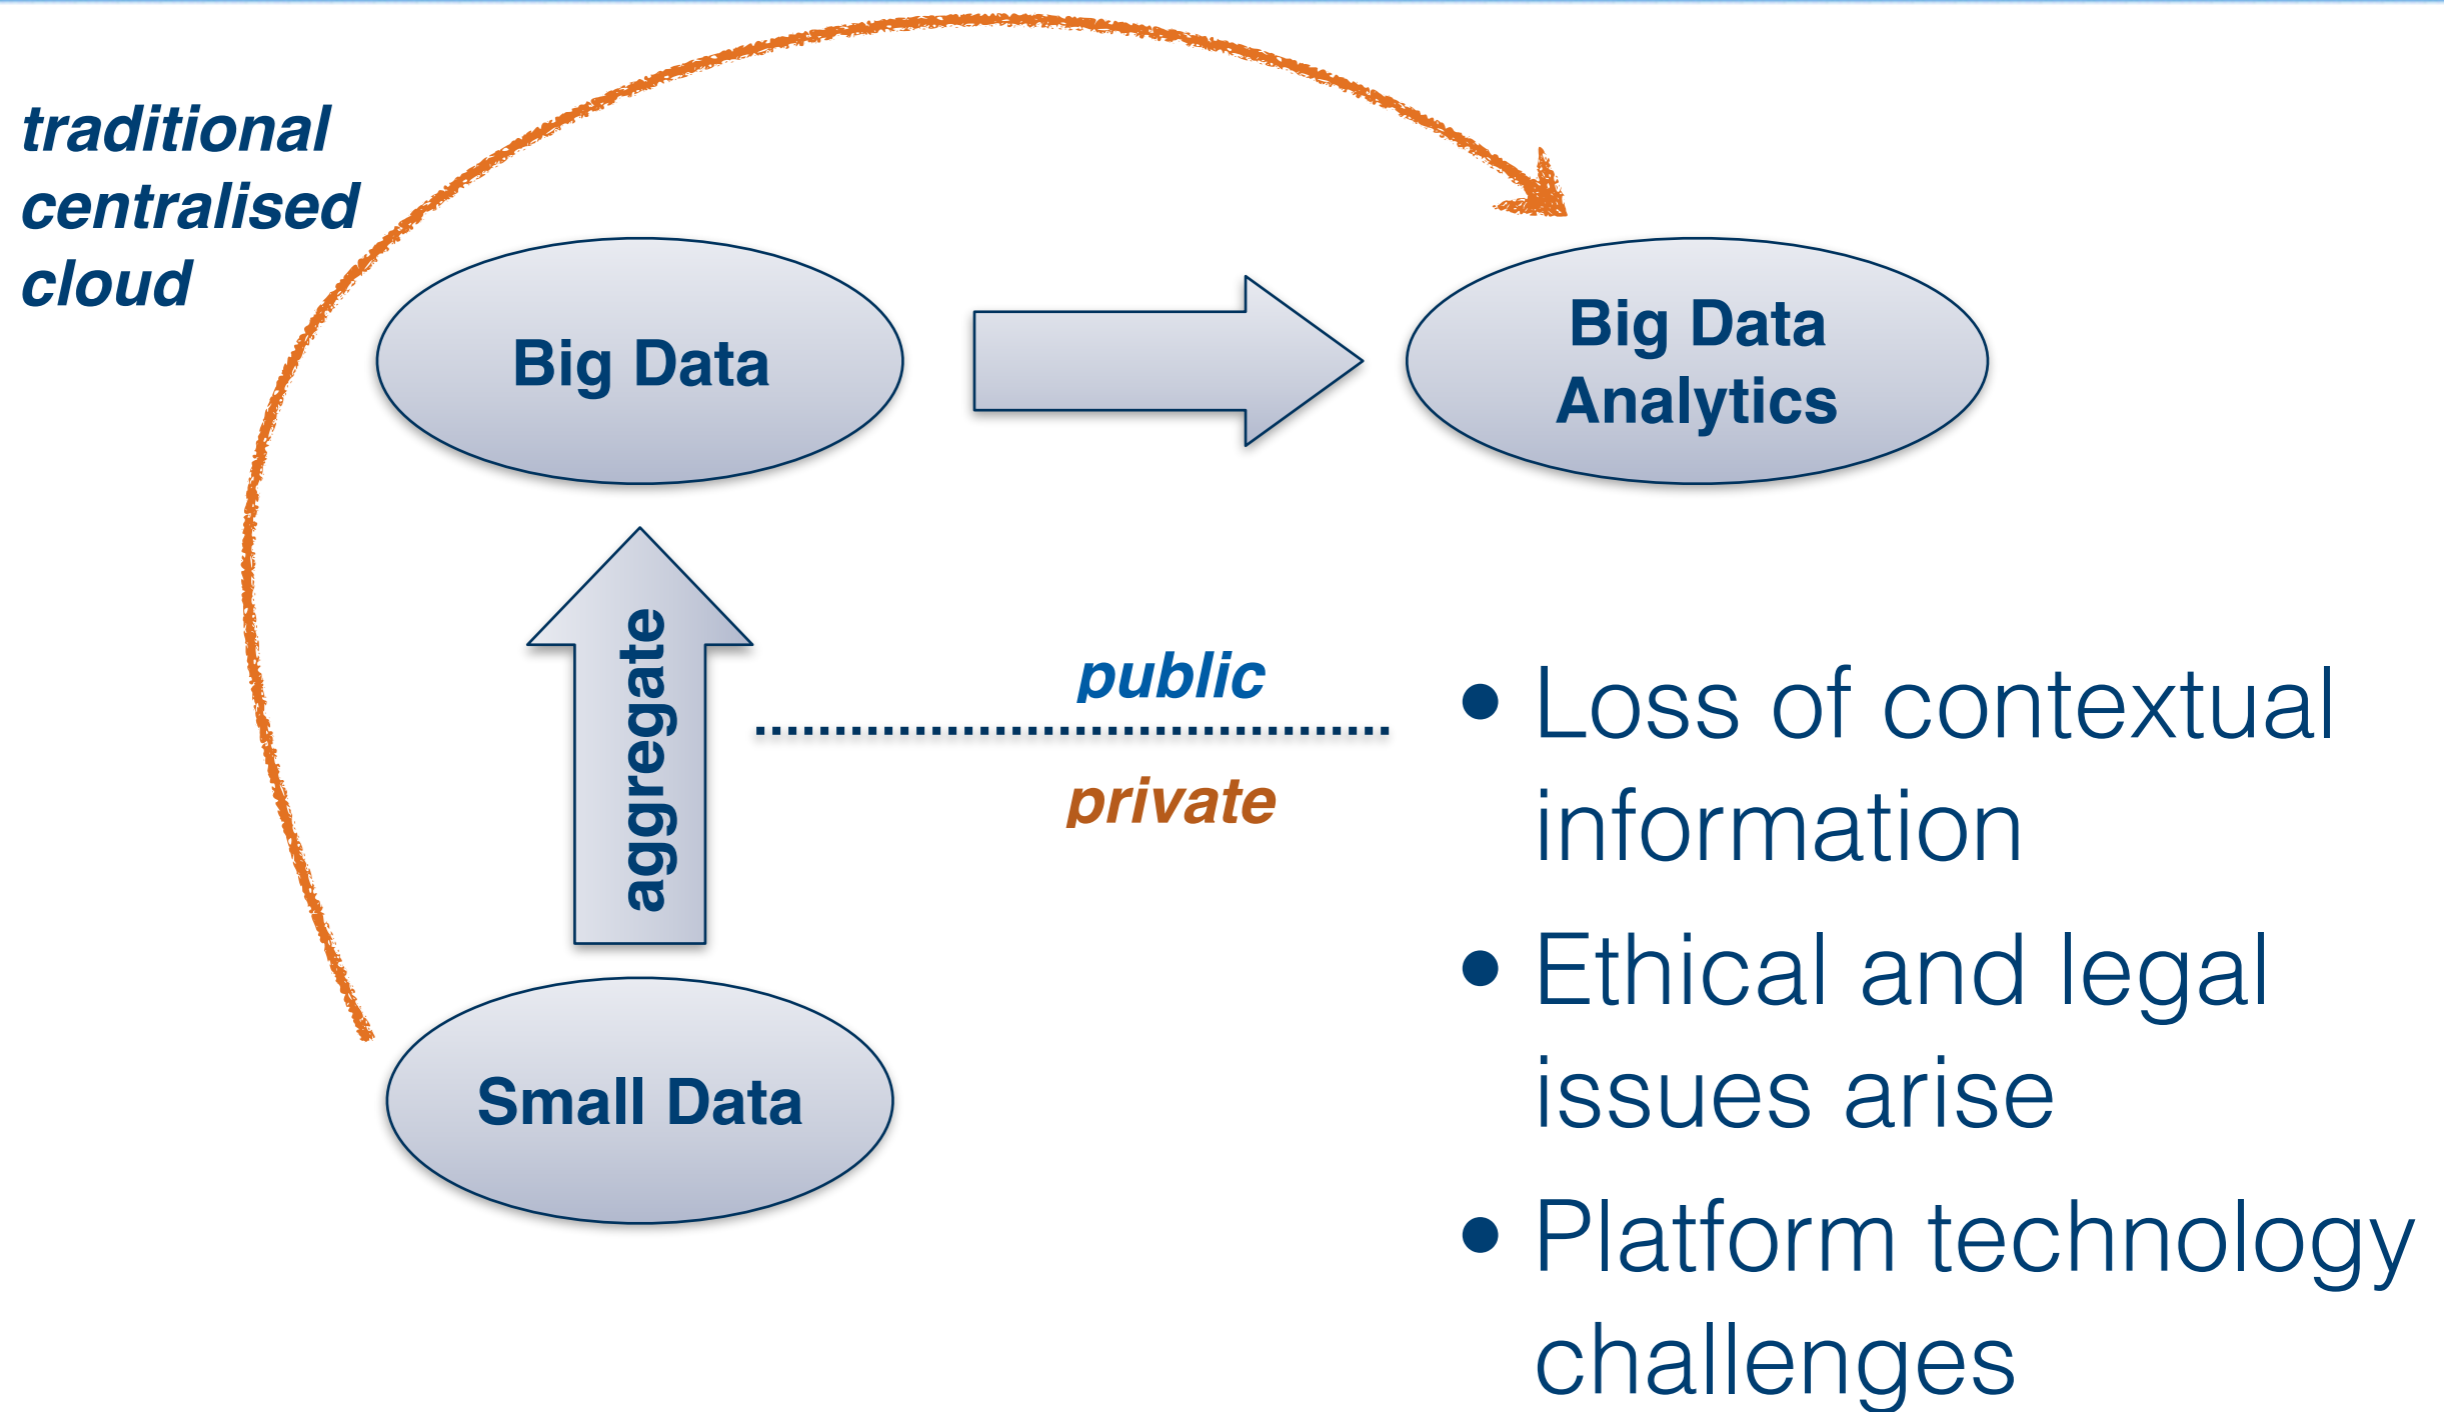 traditional
centralised
cloud
Big Data
Big Data
Analytics
aggregate
public
private
Small Data
• Loss of contextual
information
• Ethical and legal
issues arise
• Platform technology
challenges